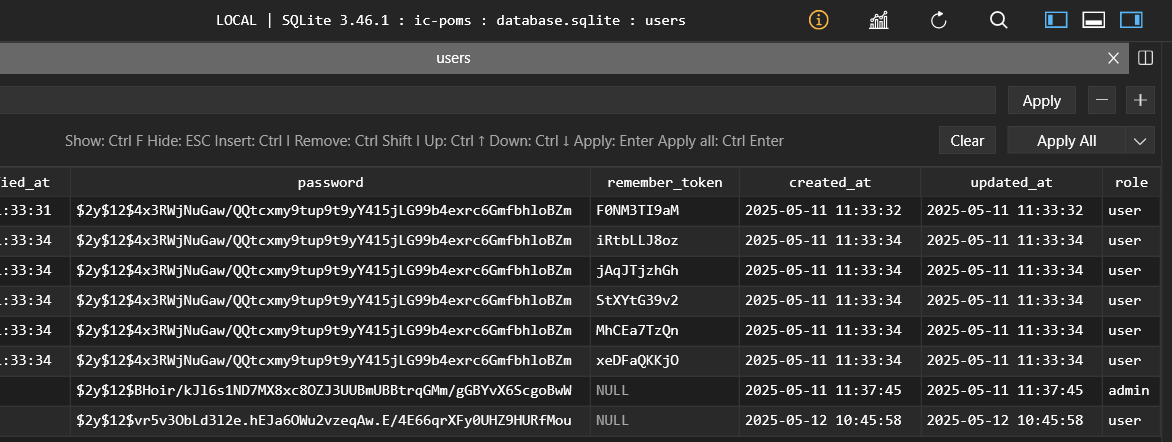 LOCAL | SQLite 3.46.1 : ic-poms : database.sqlite : users
users
Apply
Show: Ctrl F Hide: ESC Insert: Ctrl I Remove: Ctrl Shift I Up: Ctrl ↑ Down: Ctrl ↓ Apply: Enter Apply all: Ctrl Enter
Clear Apply All
fied_at password remember_token created_at updated_at role
:33:31 $2y$12$4x3RWjNuGaw/QQtcxmy9tup9t9yY415jLG99b4exrc6GmfbhloBZm F0NM3TI9aM 2025-05-11 11:33:32 2025-05-11 11:33:32 user
:33:34 $2y$12$4x3RWjNuGaw/QQtcxmy9tup9t9yY415jLG99b4exrc6GmfbhloBZm iRtbLLJ8oz 2025-05-11 11:33:34 2025-05-11 11:33:34 user
:33:34 $2y$12$4x3RWjNuGaw/QQtcxmy9tup9t9yY415jLG99b4exrc6GmfbhloBZm jAqJTjzhGh 2025-05-11 11:33:34 2025-05-11 11:33:34 user
:33:34 $2y$12$4x3RWjNuGaw/QQtcxmy9tup9t9yY415jLG99b4exrc6GmfbhloBZm StXYtG39v2 2025-05-11 11:33:34 2025-05-11 11:33:34 user
:33:34 $2y$12$4x3RWjNuGaw/QQtcxmy9tup9t9yY415jLG99b4exrc6GmfbhloBZm MhCEa7TzQn 2025-05-11 11:33:34 2025-05-11 11:33:34 user
:33:34 $2y$12$4x3RWjNuGaw/QQtcxmy9tup9t9yY415jLG99b4exrc6GmfbhloBZm xeDFaQKKjO 2025-05-11 11:33:34 2025-05-11 11:33:34 user
$2y$12$BHoir/kJl6s1ND7MX8xc8OZJ3UUBmUBBtrqGMm/gGBYvX6ScgoBwW NULL 2025-05-11 11:37:45 2025-05-11 11:37:45 admin
$2y$12$vr5v3ObLd3l2e.hEJa6OWu2vzeqAw.E/4E66qrXFy0UHZ9HURfMou NULL 2025-05-12 10:45:58 2025-05-12 10:45:58 user